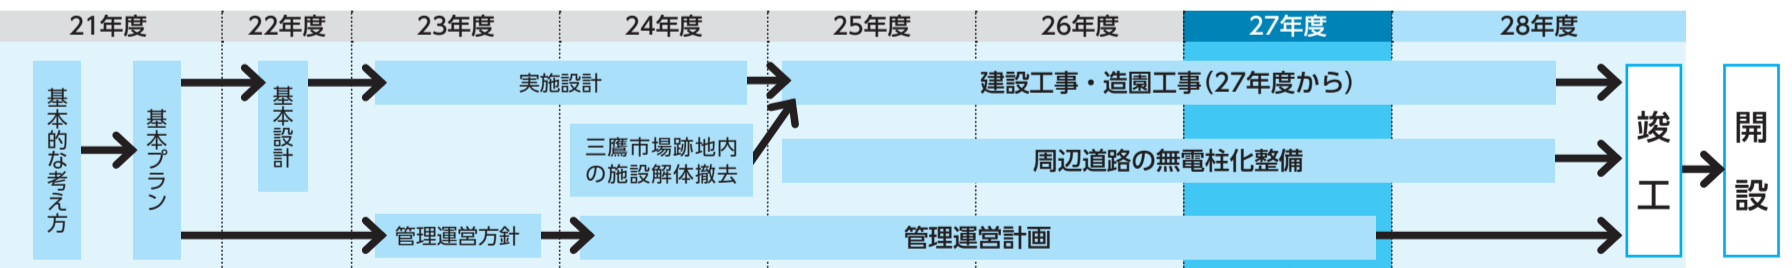 21年度
22年度
23年度
24年度
25年度
26年度
27年度
28年度
基本的な考え方
基本プラン
基本設計
実施設計
三鷹市場跡地内
の施設解体撤去
建設工事・造園工事（27年度から）
周辺道路の無電柱化整備
管理運営方針
管理運営計画
竣工
開設